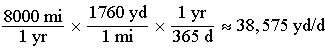 8000 mi / 1 yr × 1760 yd / 1 mi × 1 yr / 365 d ≈ 38,575 yd/d